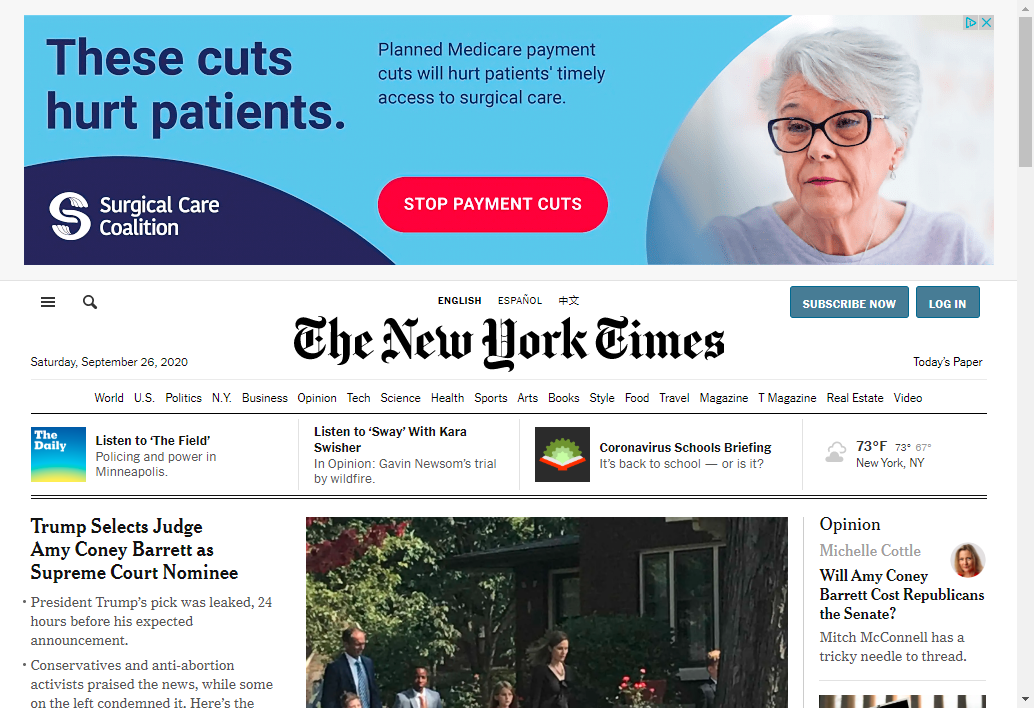 These cuts
hurt patients.
Planned Medicare payment
cuts will hurt patients' timely
access to surgical care.
STOP PAYMENT CUTS
Surgical Care
Coalition
ENGLISH ESPAÑOL 中文
SUBSCRIBE NOW LOG IN
The New York Times
Saturday, September 26, 2020
Today's Paper
World U.S. Politics N.Y. Business Opinion Tech Science Health Sports Arts Books Style Food Travel Magazine T Magazine Real Estate Video
The
Daily
Listen to ‘The Field’
Policing and power in
Minneapolis.
Listen to ‘Sway’ With Kara
Swisher
In Opinion: Gavin Newsom’s trial
by wildfire.
Coronavirus Schools Briefing
It’s back to school — or is it?
73°F 73° 67°
New York, NY
Trump Selects Judge
Amy Coney Barrett as
Supreme Court Nominee
• President Trump’s pick was leaked, 24
hours before his expected
announcement.
• Conservatives and anti-abortion
activists praised the news, while some
on the left condemned it. Here’s the
Opinion
Michelle Cottle
Will Amy Coney
Barrett Cost Republicans
the Senate?
Mitch McConnell has a
tricky needle to thread.